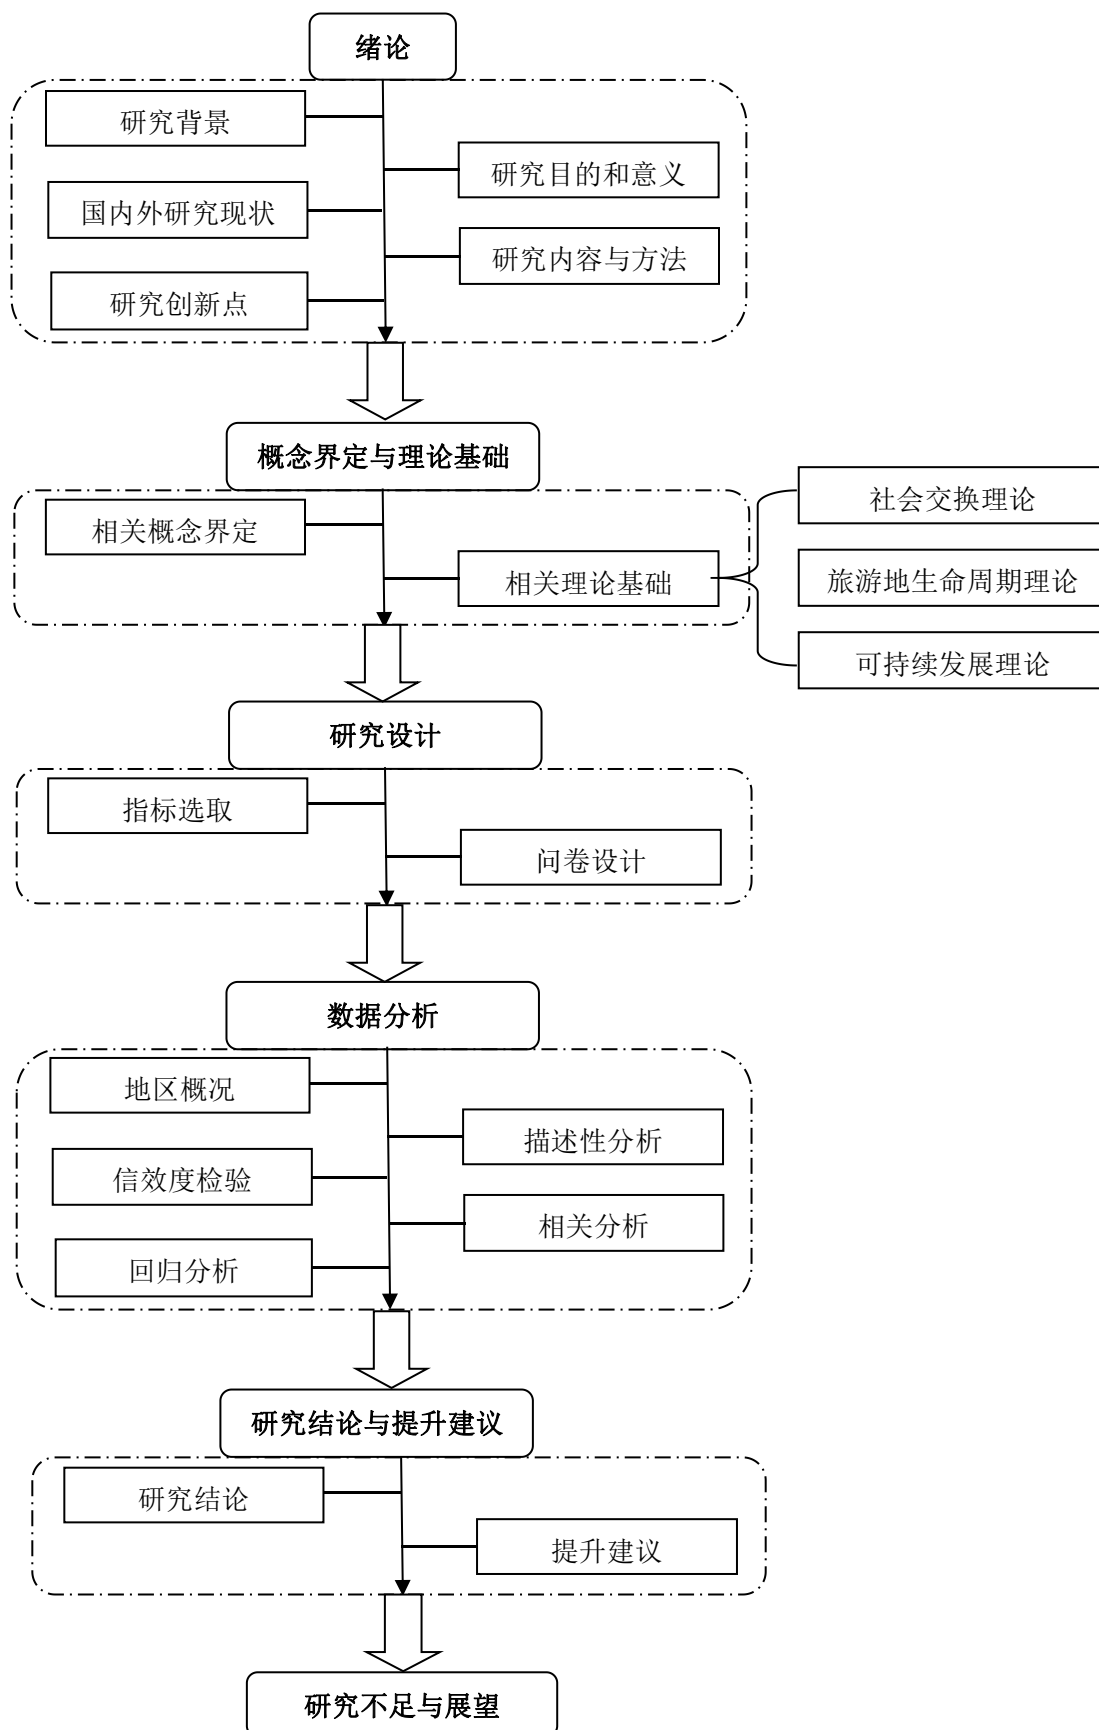 绪论
研究背景
研究目的和意义
国内外研究现状
研究内容与方法
研究创新点
概念界定与理论基础
相关概念界定
相关理论基础
社会交换理论
旅游地生命周期理论
可持续发展理论
研究设计
指标选取
问卷设计
数据分析
地区概况
描述性分析
信效度检验
相关分析
回归分析
研究结论与提升建议
研究结论
提升建议
研究不足与展望